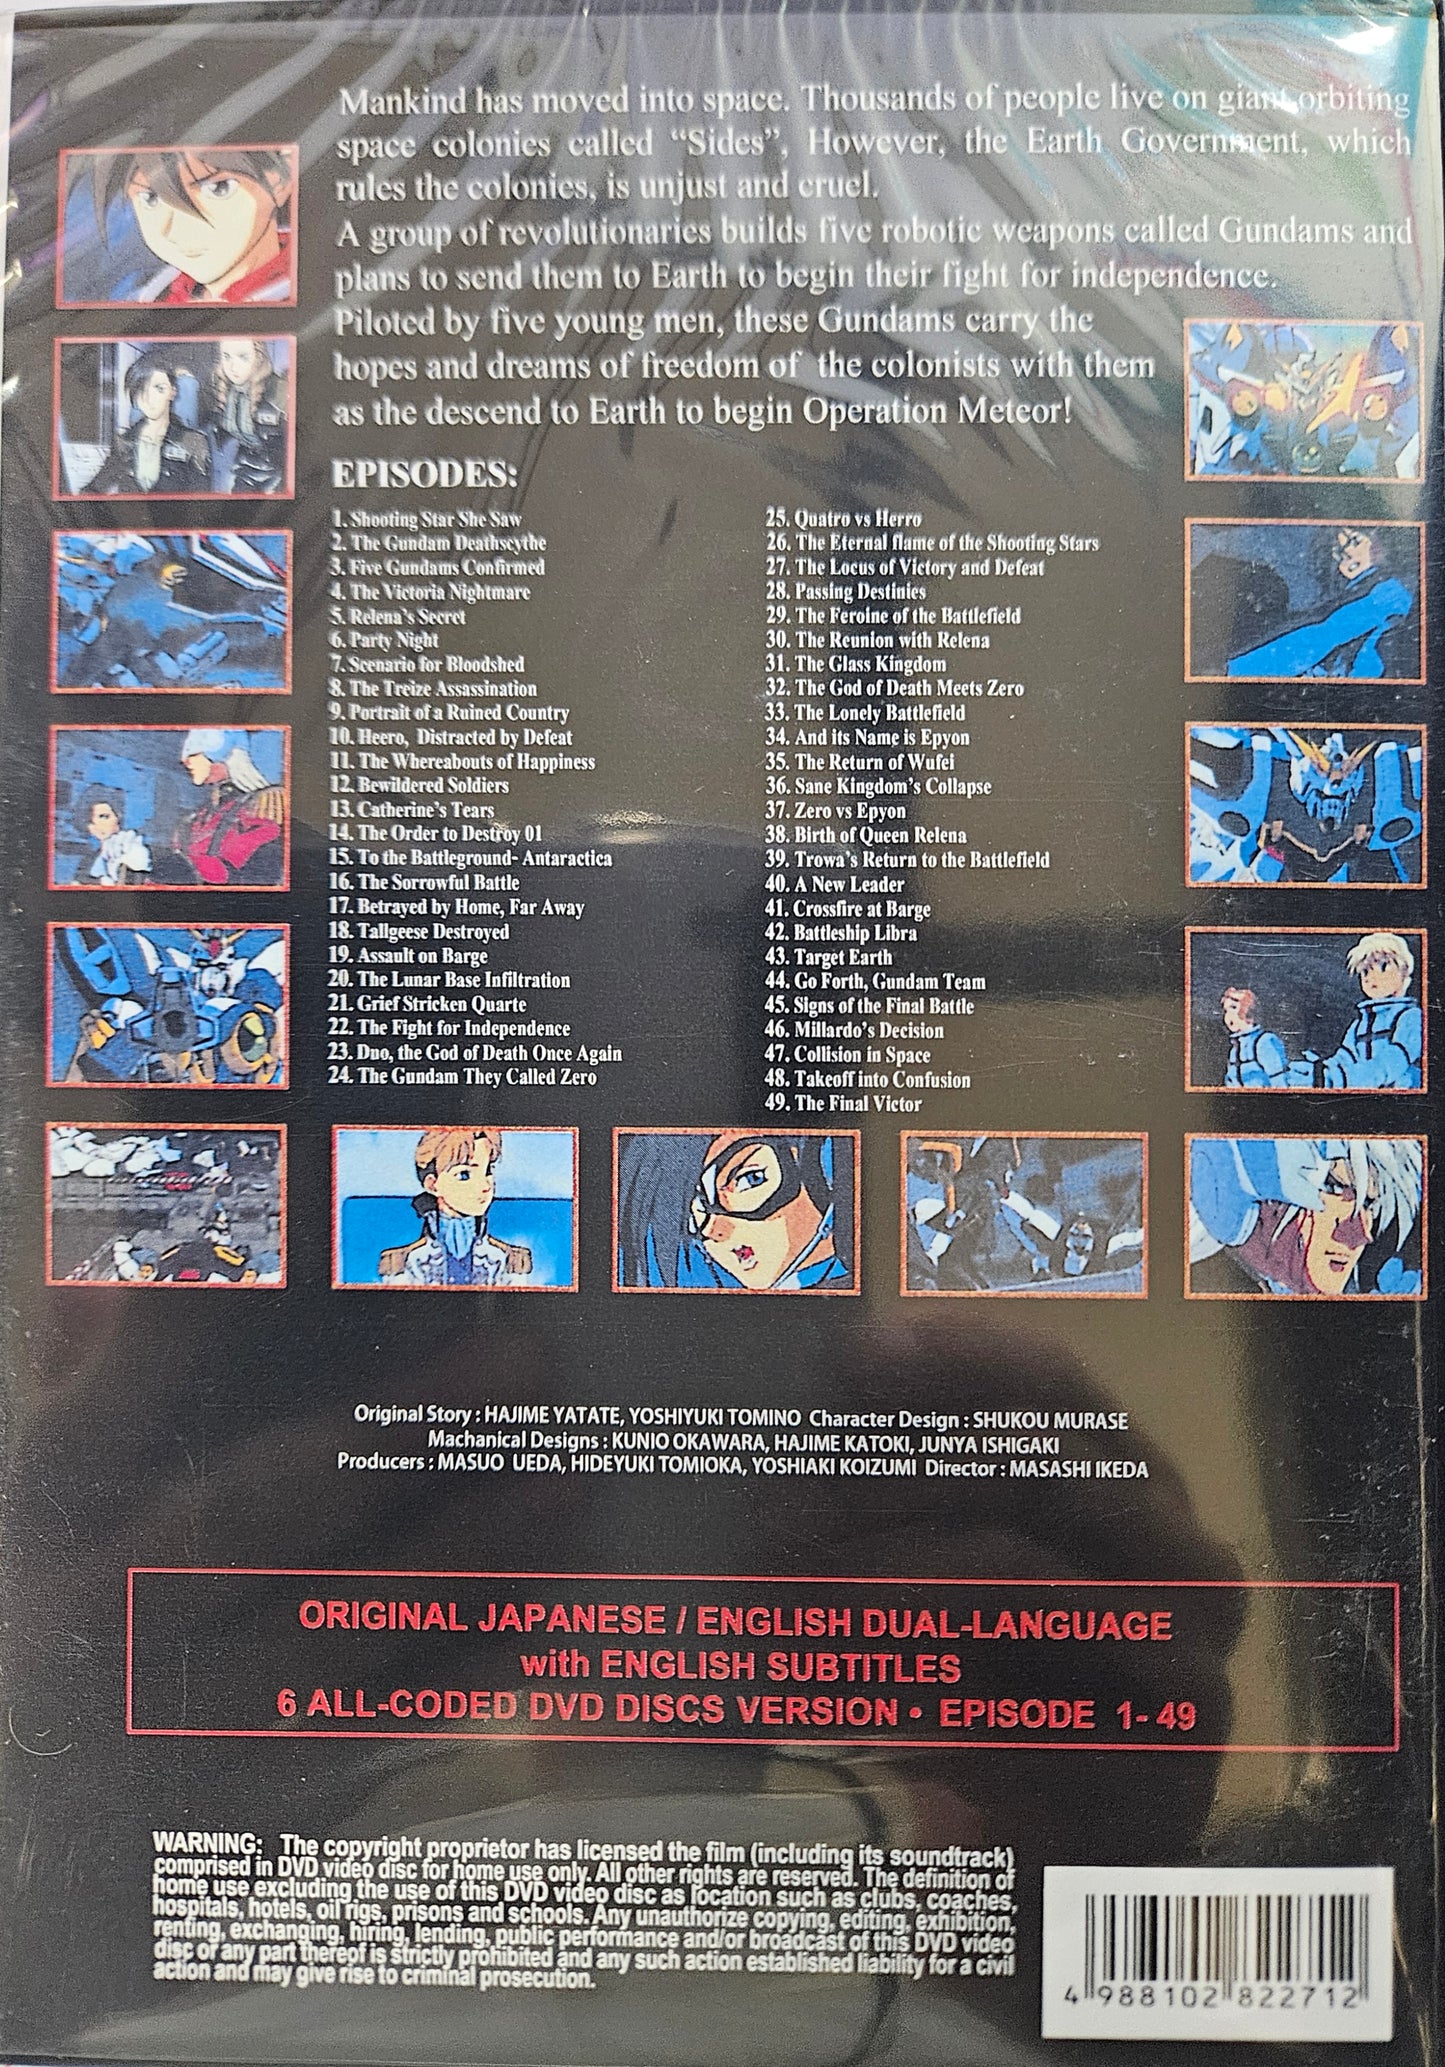 Mankind has moved into space. Thousands of people live on giant orbiting
space colonies called “Sides”, However, the Earth Government, which
rules the colonies, is unjust and cruel.
A group of revolutionaries builds five robotic weapons called Gundams and
plans to send them to Earth to begin their fight for independence.
Piloted by five young men, these Gundams carry the
hopes and dreams of freedom of the colonists with them
as the descend to Earth to begin Operation Meteor!
EPISODES:
1. Shooting Star She Saw
2. The Gundam Deathscythe
3. Five Gundams Confirmed
4. The Victoria Nightmare
5. Relena's Secret
6. Party Night
7. Scenario for Bloodshed
8. The Treize Assassination
9. Portrait of a Ruined Country
10. Heero, Distracted by Defeat
11. The Whereabouts of Happiness
12. Bewildered Soldiers
13. Catherine's Tears
14. The Order to Destroy 01
15. To the Battleground- Antaractica
16. The Sorrowful Battle
17. Betrayed by Home, Far Away
18. Tallgeese Destroyed
19. Assault on Barge
20. The Lunar Base Infiltration
21. Grief Stricken Quarte
22. The Fight for Independence
23. Duo, the God of Death Once Again
24. The Gundam They Called Zero
25. Quatro vs Herro
26. The Eternal flame of the Shooting Stars
27. The Locus of Victory and Defeat
28. Passing Destinies
29. The Feroine of the Battlefield
30. The Reunion with Relena
31. The Glass Kingdom
32. The God of Death Meets Zero
33. The Lonely Battlefield
34. And its Name is Epyon
35. The Return of Wufei
36. Sane Kingdom's Collapse
37. Zero vs Epyon
38. Birth of Queen Relena
39. Trowa's Return to the Battlefield
40. A New Leader
41. Crossfire at Barge
42. Battleship Libra
43. Target Earth
44. Go Forth, Gundam Team
45. Signs of the Final Battle
46. Millardo's Decision
47. Collision in Space
48. Takeoff into Confusion
49. The Final Victor
Original Story : HAJIME YATATE, YOSHIYUKI TOMINO Character Design : SHUKOU MURASE
Machanical Designs : KUNIO OKAWARA, HAJIME KATOKI, JUNYA ISHIGAKI
Producers : MASUO UEDA, HIDEYUKI TOMIOKA, YOSHIAKI KOIZUMI Director : MASASHI IKEDA
ORIGINAL JAPANESE / ENGLISH DUAL-LANGUAGE
with ENGLISH SUBTITLES
6 ALL-CODED DVD DISCS VERSION • EPISODE 1- 49
WARNING: The copyright proprietor has licensed the film (including its soundtrack)
comprised in DVD video disc for home use only. All other rights are reserved. The definition of
home use excluding the use of this DVD video disc as location such as clubs, coaches,
hospitals, hotels, oil rigs, prisons and schools. Any unauthorize copying, editing, exhibition,
renting, exchanging, hiring, lending, public performance and/or broadcast of this DVD video
disc or any part thereof is strictly prohibited and any such action established liability for a civil
action and may give rise to criminal prosecution.
4 988102 822712